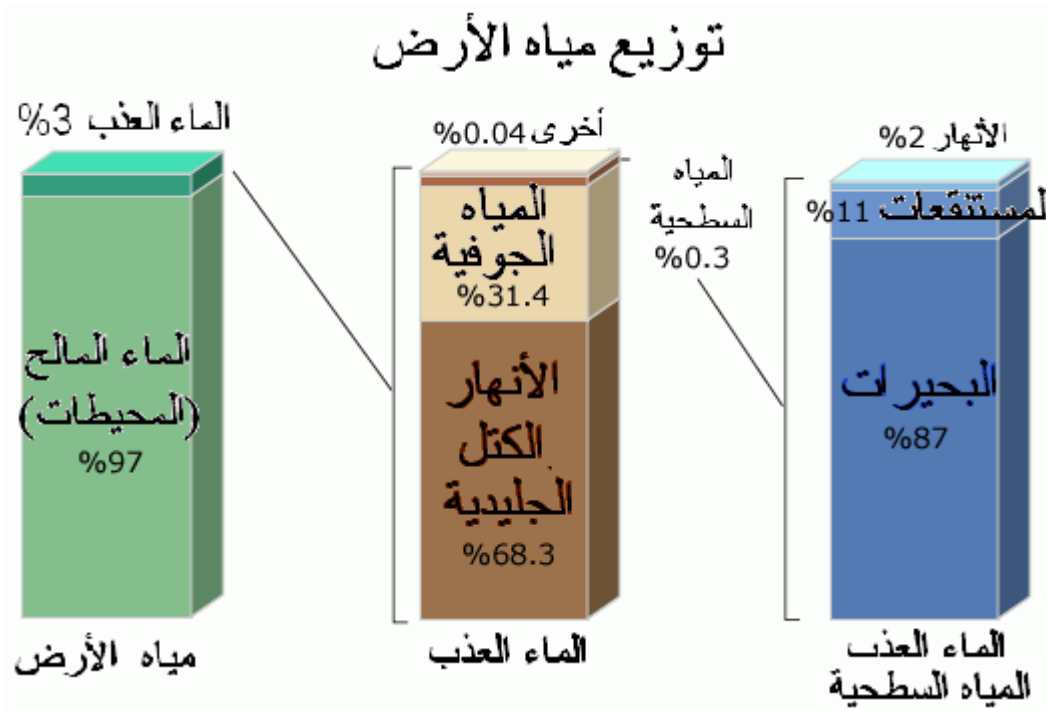 توزيع مياه الأرض
الماء العذب 3%
الماء المالح
(المحيطات)
97%
مياه الأرض
أخرى 0.04%
المياه
السطحية
0.3%
المياه
الجوفية
31.4%
الأنهار
الكتل
الجليدية
68.3%
الماء العذب
الأنهار 2%
لمستنقعات 11%
البحيرات
87%
الماء العذب
المياه السطحية